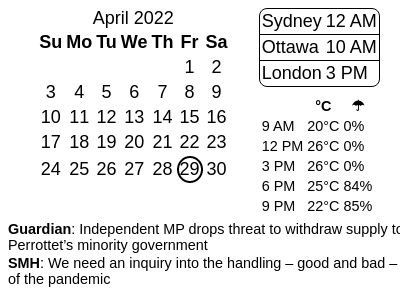 April 2022
Su Mo Tu We Th Fr Sa
1 2
3 4 5 6 7 8 9
10 11 12 13 14 15 16
17 18 19 20 21 22 23
24 25 26 27 28 29 30
Sydney 12 AM
Ottawa 10 AM
London 3 PM
°C ☂
9 AM 20°C 0%
12 PM 26°C 0%
3 PM 26°C 0%
6 PM 25°C 84%
9 PM 22°C 85%
Guardian: Independent MP drops threat to withdraw supply to
Perrottet's minority government
SMH: We need an inquiry into the handling – good and bad –
of the pandemic